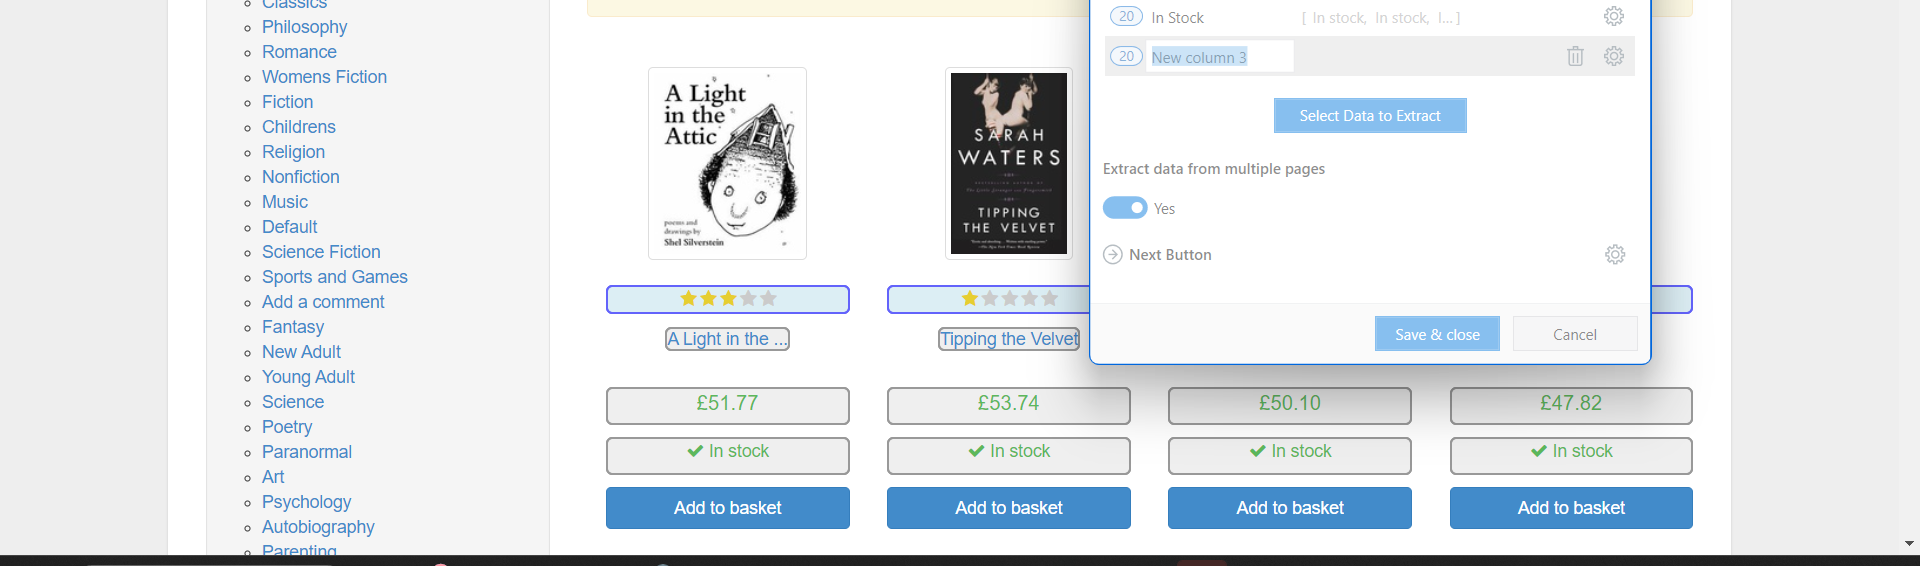 Classics
Philosophy
Romance
Womens Fiction
Fiction
Childrens
Religion
Nonfiction
Music
Default
Science Fiction
Sports and Games
Add a comment
Fantasy
New Adult
Young Adult
Science
Poetry
Paranormal
Art
Psychology
Autobiography
Parenting
A Light
in the
Attic
poems and
drawings by
Shel Silverstein
SARAH
WATERS
TIPPING
THE VELVET
A Light in the ...
Tipping the Velvet
£51.77
£53.74
£50.10
£47.82
In stock
In stock
In stock
In stock
Add to basket
Add to basket
Add to basket
Add to basket
20 In Stock [ In stock, In stock, I... ]
20 New column 3
Select Data to Extract
Extract data from multiple pages
Yes
Next Button
Save & close
Cancel